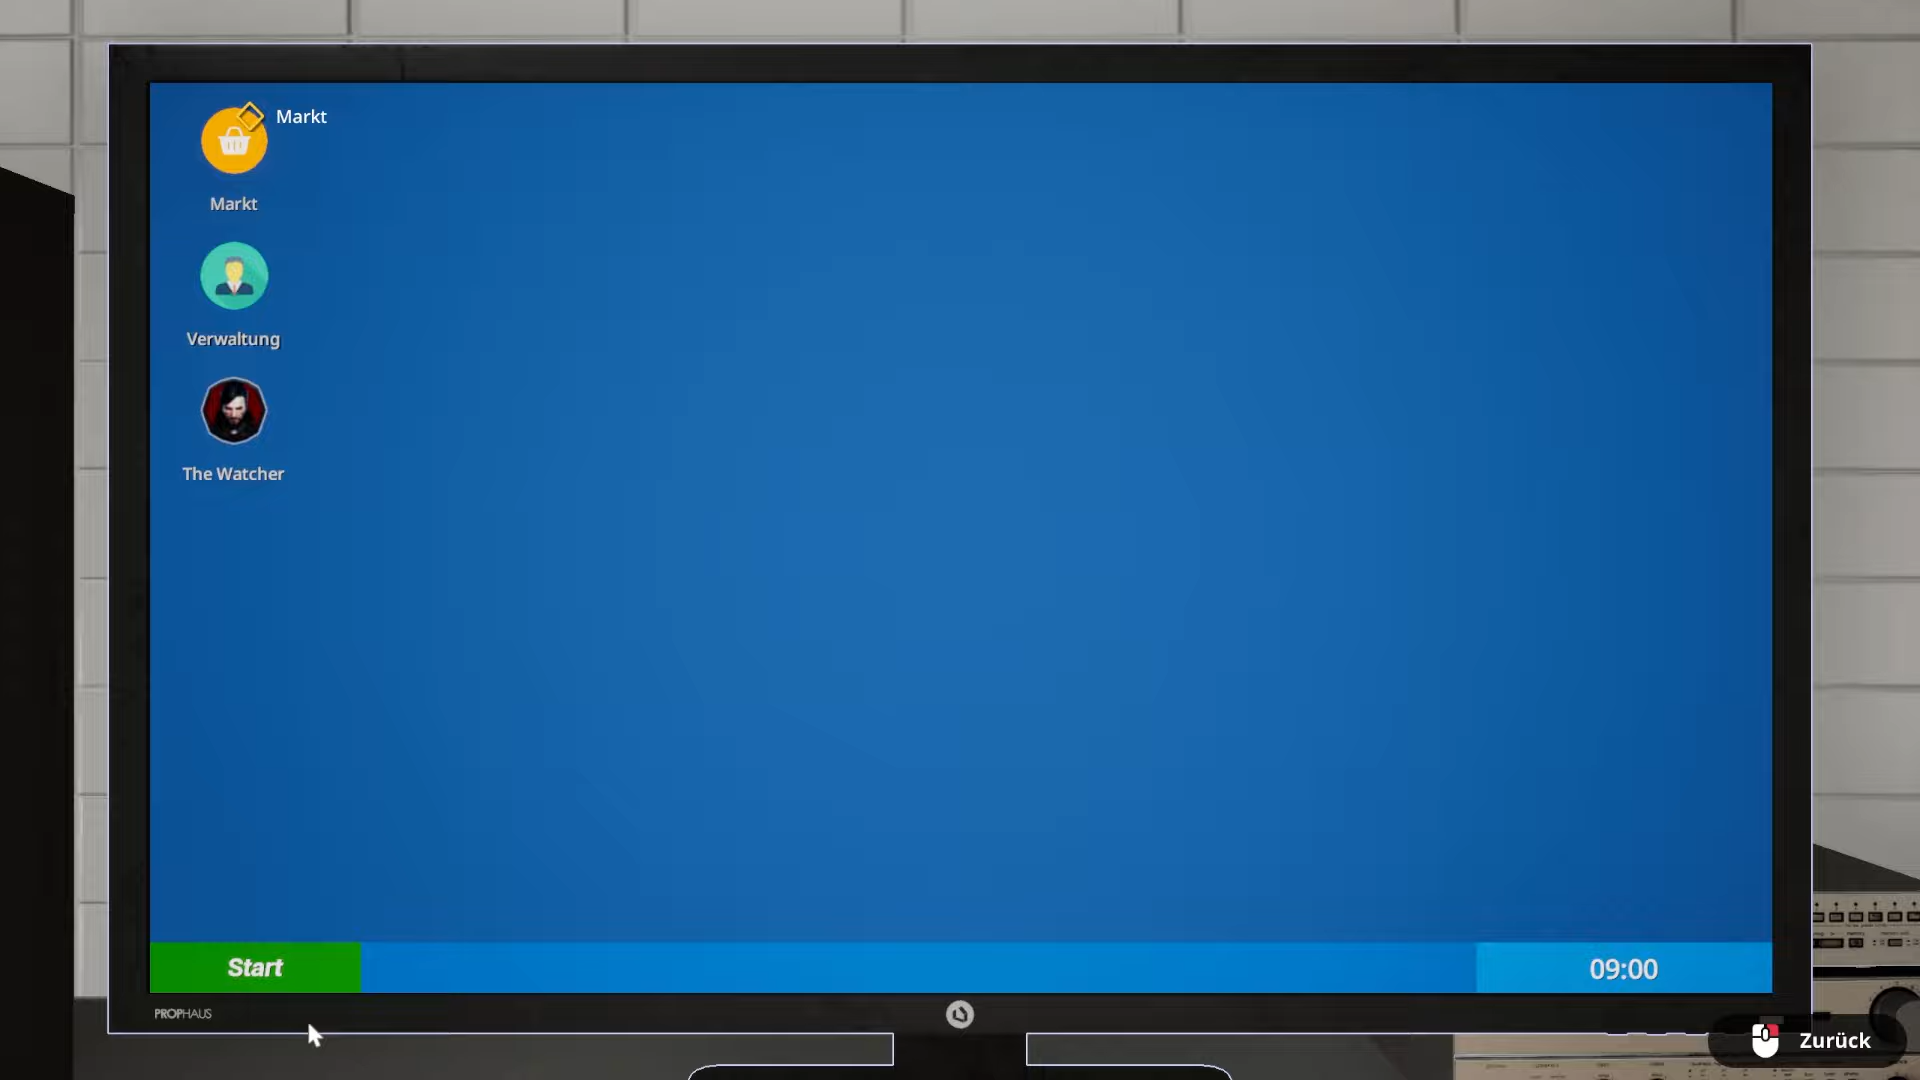 Markt
Markt
Verwaltung
The Watcher
Start
09:00
PROPHAUS
Zurück